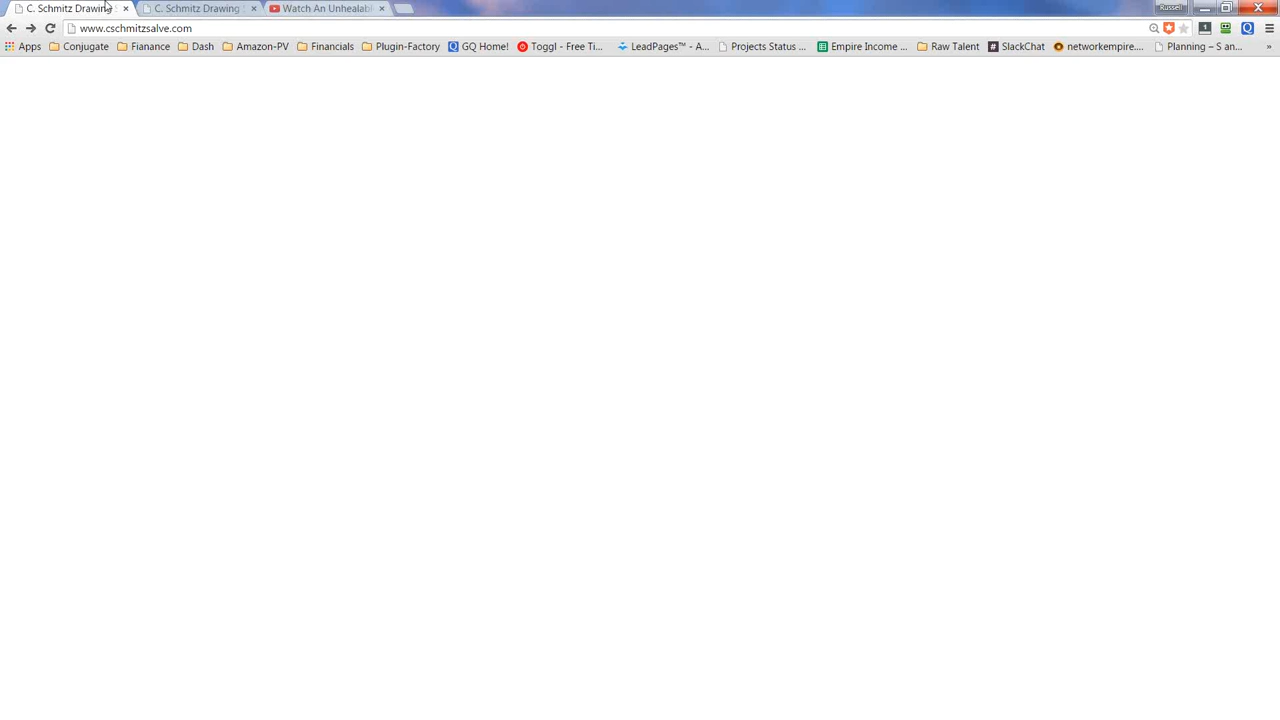 C. Schmitz Drawing C. Schmitz Drawing Watch An Unhealabl Russell
www.cschmitzsalve.com
Apps Conjugate Fianance Dash Amazon-PV Financials Plugin-Factory GQ Home! Toggl - Free Ti... LeadPages™ - A... Projects Status ... Empire Income ... Raw Talent SlackChat networkempire.... Planning – S an... »